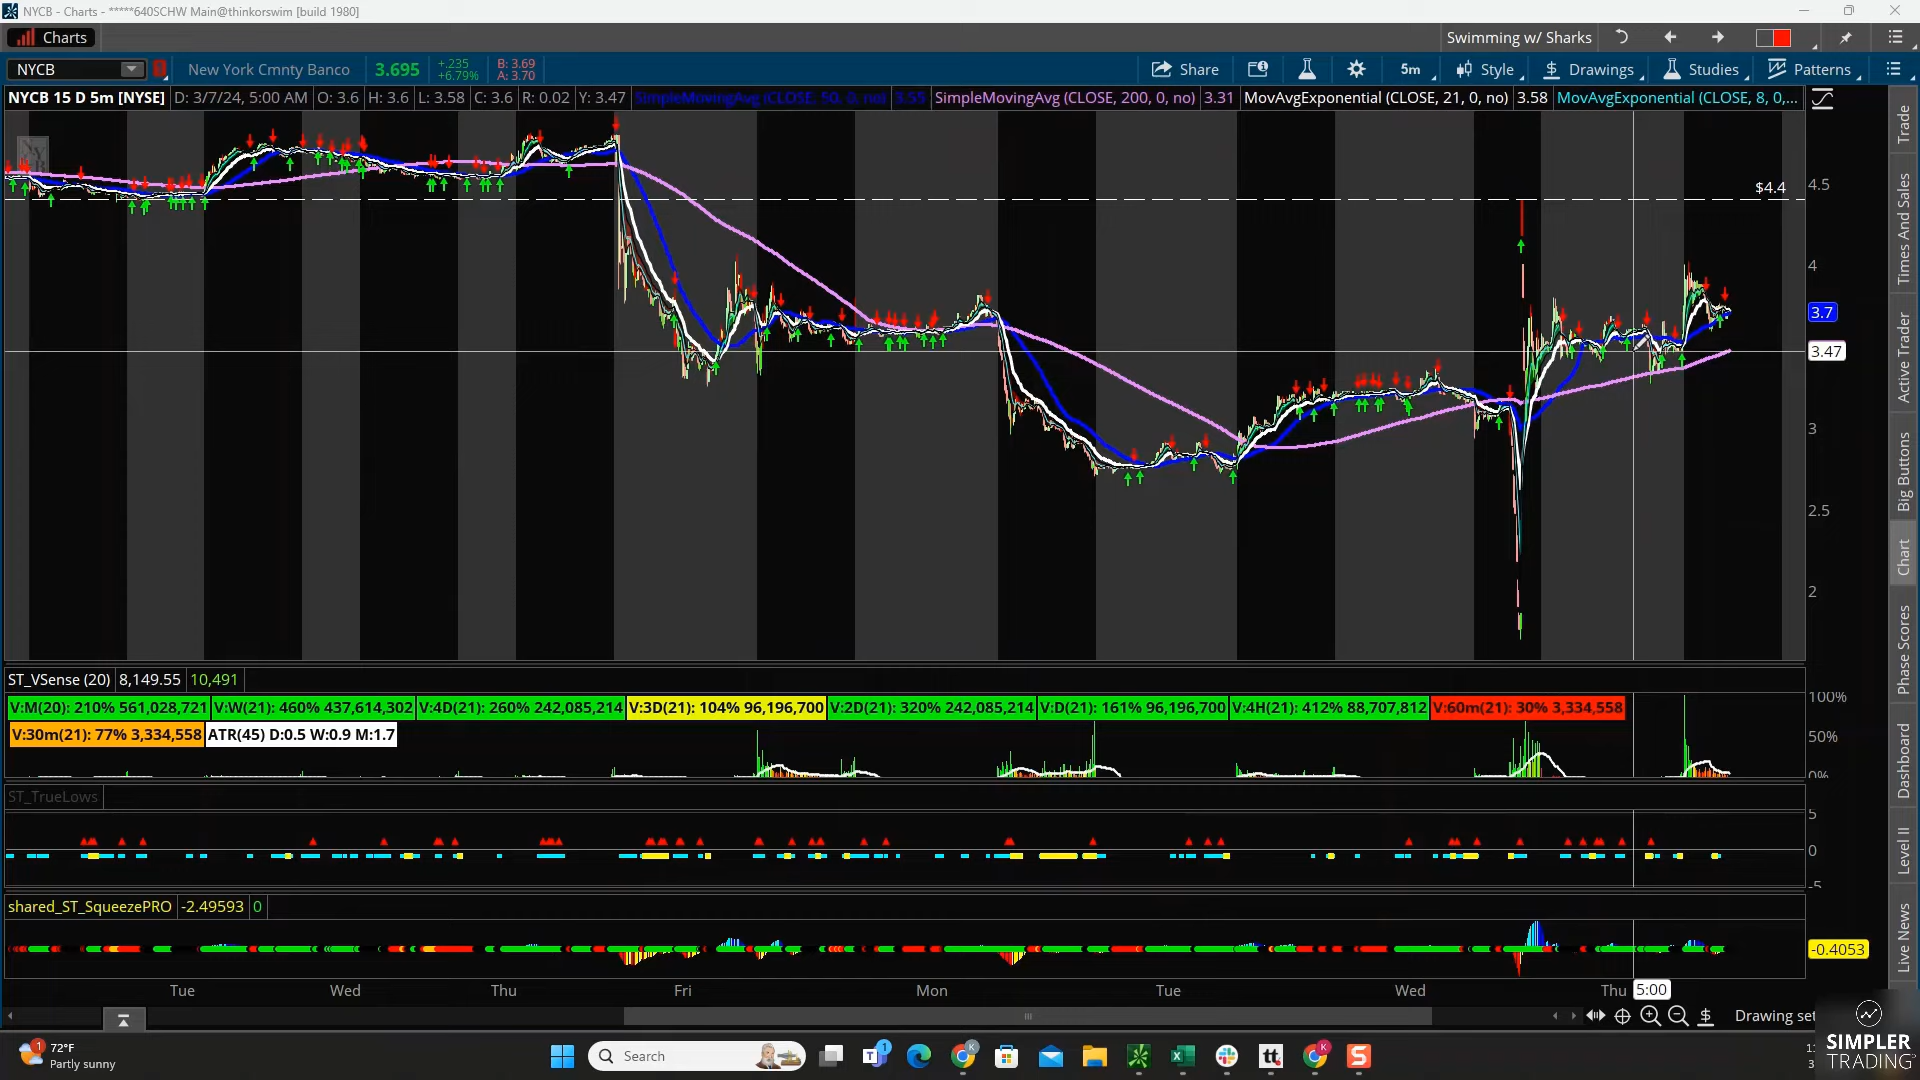 NYCB - Charts - *****640SCHW Main@thinkorswim [build 1980]
Charts
Swimming w/ Sharks
NYCB
New York Cmnty Banco
3.695
+.235
+6.79%
B: 3.69
A: 3.70
Share
5m
Style
Drawings
Studies
Patterns
NYCB 15 D 5m [NYSE] D: 3/7/24, 5:00 AM O: 3.6 H: 3.6 L: 3.58 C: 3.6 R: 0.02 Y: 3.47 SimpleMovingAvg (CLOSE, 50, 0, no) 3.55 SimpleMovingAvg (CLOSE, 200, 0, no) 3.31 MovAvgExponential (CLOSE, 21, 0, no) 3.58 MovAvgExponential (CLOSE, 8, 0,...
$4.4
4.5
4
3.7
3.47
3
2.5
2
Trade
Times And Sales
Active Trader
Big Buttons
Chart
Phase Scores
Dashboard
Level II
Live News
ST_VSense (20) 8,149.55 10,491
V:M(20): 210% 561,028,721 V:W(21): 460% 437,614,302 V:4D(21): 260% 242,085,214 V:3D(21): 104% 96,196,700 V:2D(21): 320% 242,085,214 V:D(21): 161% 96,196,700 V:4H(21): 412% 88,707,812 V:60m(21): 30% 3,334,558
V:30m(21): 77% 3,334,558 ATR(45) D:0.5 W:0.9 M:1.7
100%
50%
0%
ST_TrueLows
5
0
-5
shared_ST_SqueezePRO -2.49593 0
-0.4053
Tue Wed Thu Fri Mon Tue Wed Thu 5:00
Drawing set
72°F
Partly sunny
Search
SIMPLER
TRADING